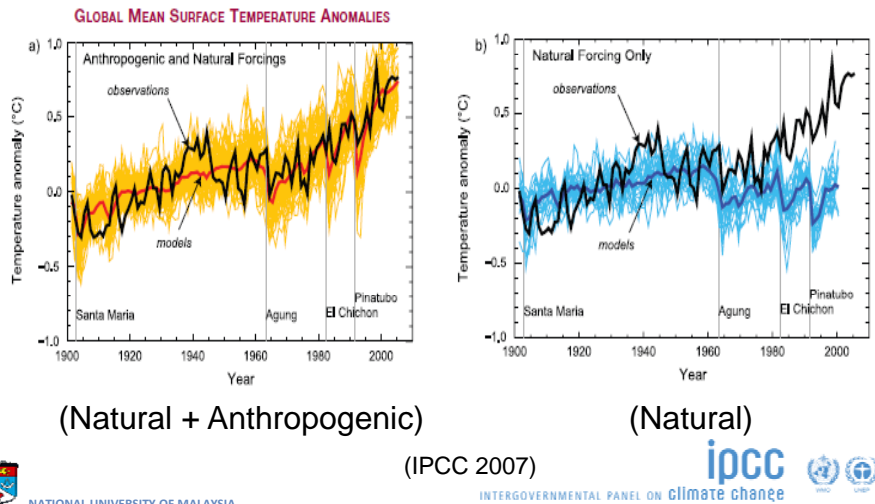 GLOBAL MEAN SURFACE TEMPERATURE ANOMALIES
a)
Anthropogenic and Natural Forcings
observations
models
Temperature anomaly (°C)
1.0
0.5
0.0
−0.5
−1.0
Santa Maria
Agung
El Chichon
Pinatubo
1900 1920 1940 1960 1980 2000
Year
b)
Natural Forcing Only
observations
models
Temperature anomaly (°C)
1.0
0.5
0.0
−0.5
−1.0
Santa Maria
Agung
El Chichon
Pinatubo
1900 1920 1940 1960 1980 2000
Year
(Natural + Anthropogenic)
(Natural)
(IPCC 2007)
NATIONAL UNIVERSITY OF MALAYSIA
ipcc
INTERGOVERNMENTAL PANEL ON climate change
WMO
UNEP